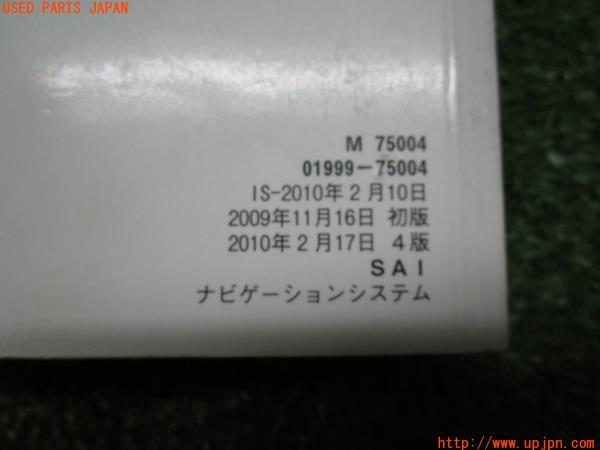 USED PARTS JAPAN
M 75004
01999-75004
IS-2010年2月10日
2009年11月16日 初版
2010年2月17日 4版
SAI
ナビゲーションシステム
http://www.upjpn.com